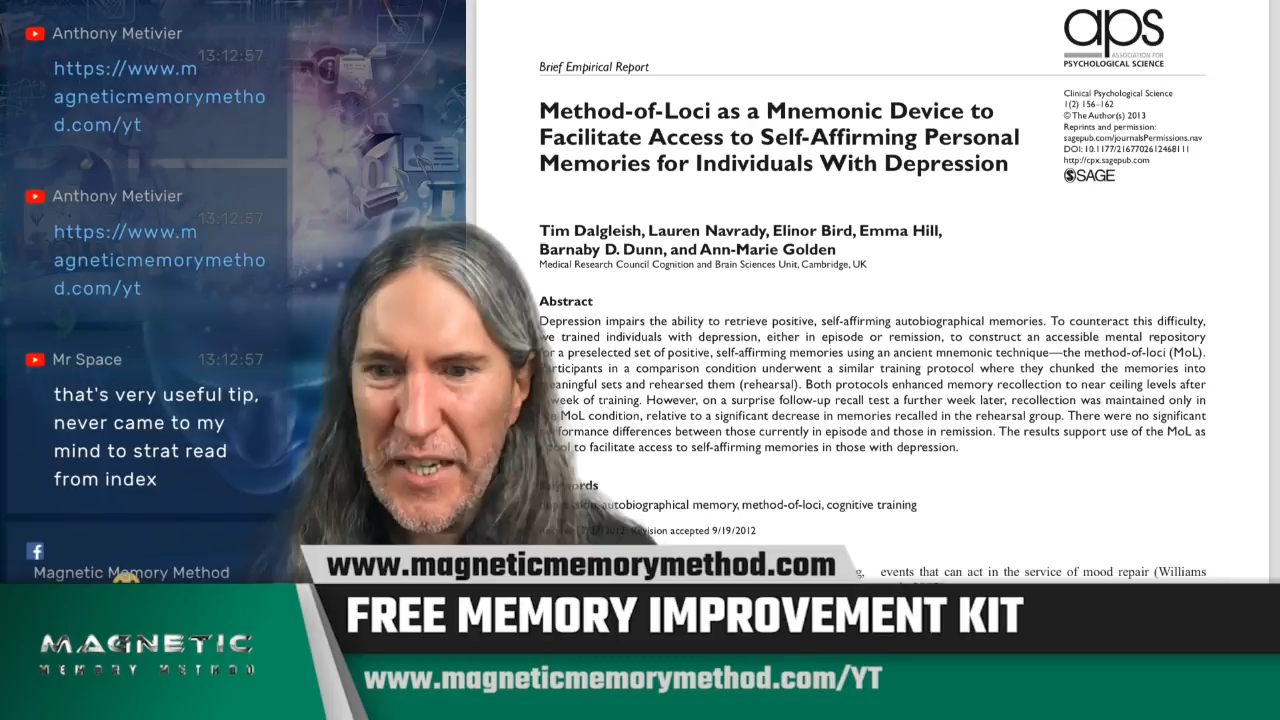 Anthony Metivier
13:12:57
https://www.m
agneticmemorymetho
d.com/yt
Anthony Metivier
13:12:57
https://www.m
agneticmemorymetho
d.com/yt
Mr Space
13:12:57
that's very useful tip,
never came to my
mind to strat read
from index
Magnetic Memory Method
aps
ASSOCIATION FOR
PSYCHOLOGICAL SCIENCE
Brief Empirical Report
Clinical Psychological Science
1(2) 156–162
© The Author(s) 2013
Reprints and permission:
sagepub.com/journalsPermissions.nav
DOI: 10.1177/2167702612468111
http://cpx.sagepub.com
SAGE
Method-of-Loci as a Mnemonic Device to
Facilitate Access to Self-Affirming Personal
Memories for Individuals With Depression
Tim Dalgleish, Lauren Navrady, Elinor Bird, Emma Hill,
Barnaby D. Dunn, and Ann-Marie Golden
Medical Research Council Cognition and Brain Sciences Unit, Cambridge, UK
Abstract
Depression impairs the ability to retrieve positive, self-affirming autobiographical memories. To counteract this difficulty,
we trained individuals with depression, either in episode or remission, to construct an accessible mental repository
for a preselected set of positive, self-affirming memories using an ancient mnemonic technique—the method-of-loci (MoL).
Participants in a comparison condition underwent a similar training protocol where they chunked the memories into
meaningful sets and rehearsed them (rehearsal). Both protocols enhanced memory recollection to near ceiling levels after
week of training. However, on a surprise follow-up recall test a further week later, recollection was maintained only in
MoL condition, relative to a significant decrease in memories recalled in the rehearsal group. There were no significant
performance differences between those currently in episode and those in remission. The results support use of the MoL as
tool to facilitate access to self-affirming memories in those with depression.
Keywords
autobiographical memory, method-of-loci, cognitive training
Revision accepted 9/19/2012
events that can act in the service of mood repair (Williams
www.magneticmemorymethod.com
FREE MEMORY IMPROVEMENT KIT
www.magneticmemorymethod.com/YT
MAGNETIC
MEMORY METHOD